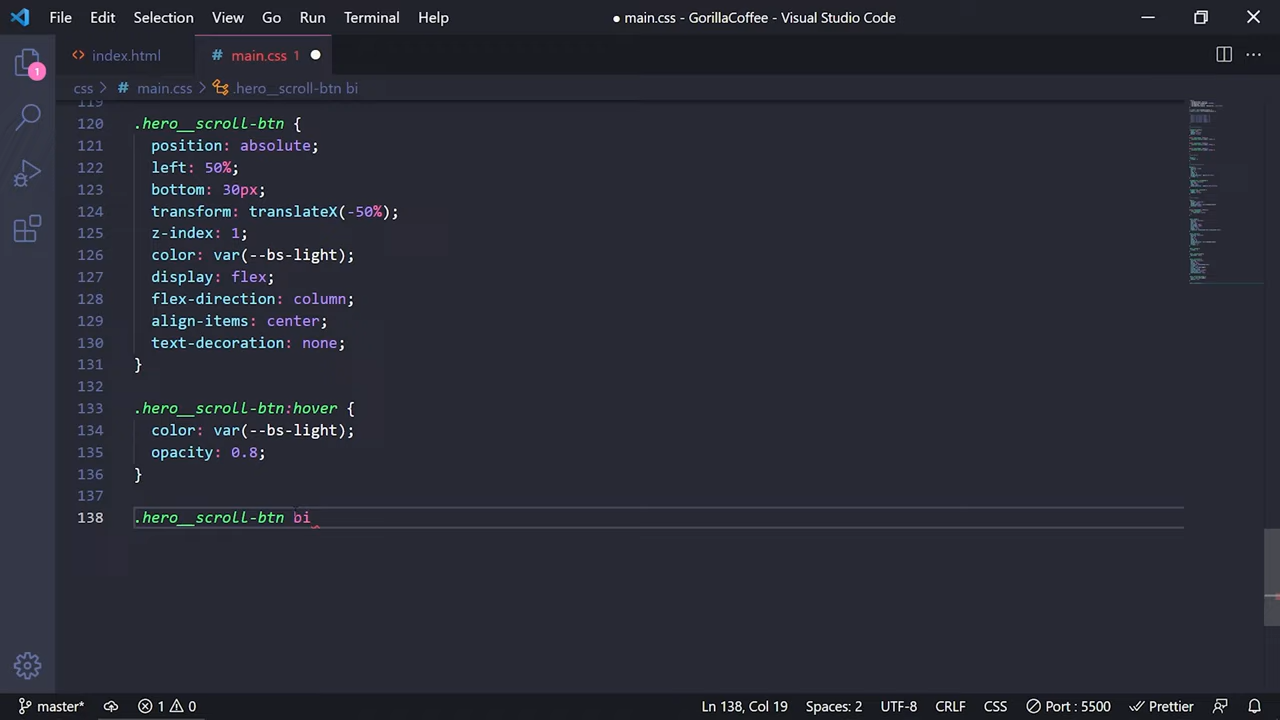 File Edit Selection View Go Run Terminal Help ● main.css - GorillaCoffee - Visual Studio Code
<> index.html # main.css 1 ●
css > # main.css > .hero__scroll-btn bi
1
119
120 .hero__scroll-btn {
121 position: absolute;
122 left: 50%;
123 bottom: 30px;
124 transform: translateX(-50%);
125 z-index: 1;
126 color: var(--bs-light);
127 display: flex;
128 flex-direction: column;
129 align-items: center;
130 text-decoration: none;
131 }
132
133 .hero__scroll-btn:hover {
134 color: var(--bs-light);
135 opacity: 0.8;
136 }
137
138 .hero__scroll-btn bi
master* 1 0 Ln 138, Col 19 Spaces: 2 UTF-8 CRLF CSS Port : 5500 Prettier